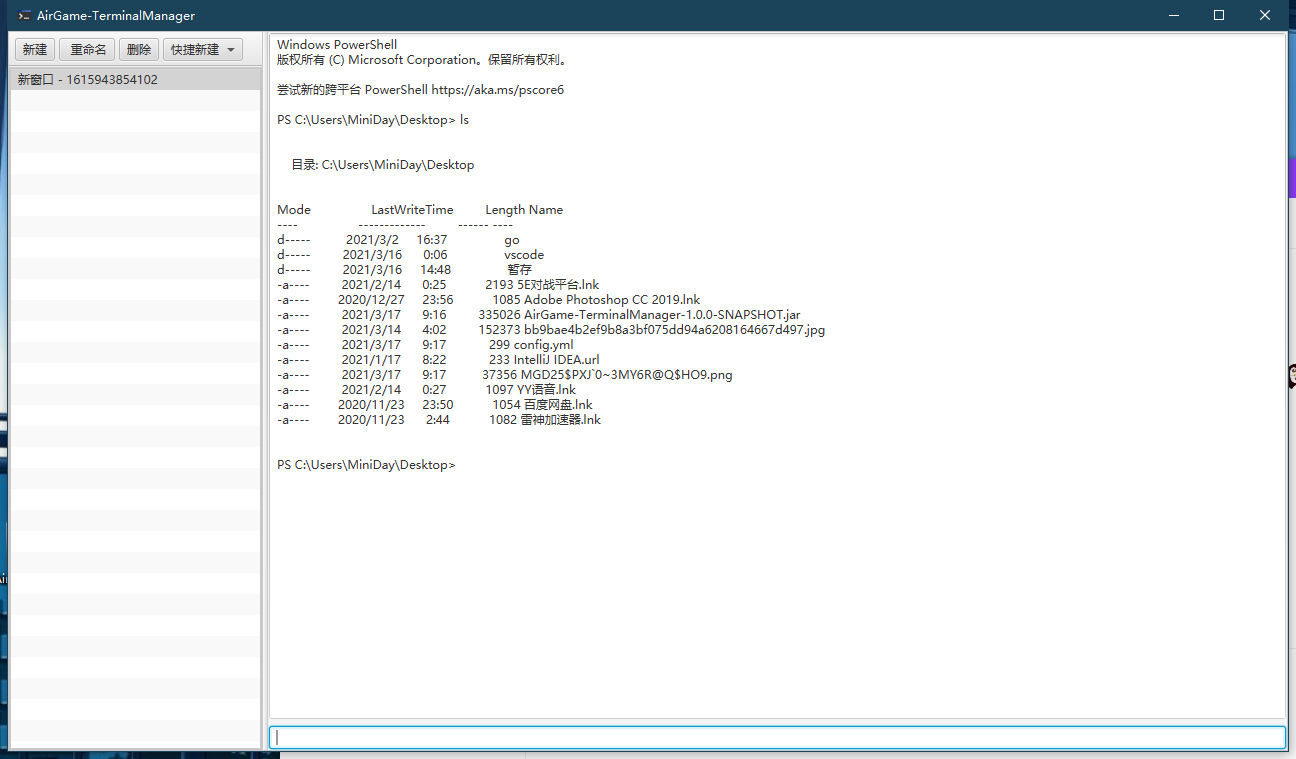 AirGame-TerminalManager
新建 重命名 删除 快捷新建
新窗口 - 1615943854102
Windows PowerShell
版权所有 (C) Microsoft Corporation。保留所有权利。
尝试新的跨平台 PowerShell https://aka.ms/pscore6
PS C:\Users\MiniDay\Desktop> ls
目录: C:\Users\MiniDay\Desktop
Mode LastWriteTime Length Name
---- ------------- ------ ----
d----- 2021/3/2 16:37 go
d----- 2021/3/16 0:06 vscode
d----- 2021/3/16 14:48 暂存
-a---- 2021/2/14 0:25 2193 5E对战平台.lnk
-a---- 2020/12/27 23:56 1085 Adobe Photoshop CC 2019.lnk
-a---- 2021/3/17 9:16 335026 AirGame-TerminalManager-1.0.0-SNAPSHOT.jar
-a---- 2021/3/14 4:02 152373 bb9bae4b2ef9b8a3bf075dd94a6208164667d497.jpg
-a---- 2021/3/17 9:17 299 config.yml
-a---- 2021/1/17 8:22 233 IntelliJ IDEA.url
-a---- 2021/3/17 9:17 37356 MGD25$PXJ`0~3MY6R@Q$HO9.png
-a---- 2021/2/14 0:27 1097 YY语音.lnk
-a---- 2020/11/23 23:50 1054 百度网盘.lnk
-a---- 2020/11/23 2:44 1082 雷神加速器.lnk
PS C:\Users\MiniDay\Desktop>